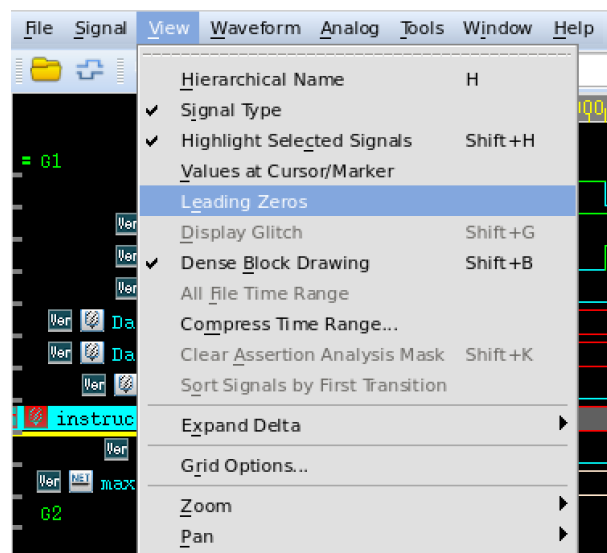 File Signal View Waveform Analog Tools Window Help
Hierarchical Name H
Signal Type
Highlight Selected Signals Shift+H
= G1
Values at Cursor/Marker
Leading Zeros
Ver
Display Glitch Shift+G
Ver
Dense Block Drawing Shift+B
Ver
All File Time Range
Ver Da
Compress Time Range...
Ver Da
Clear Assertion Analysis Mask Shift+K
Ver
Sort Signals by First Transition
instruc
Expand Delta
Ver
Grid Options...
Ver NET max
Zoom
G2
Pan